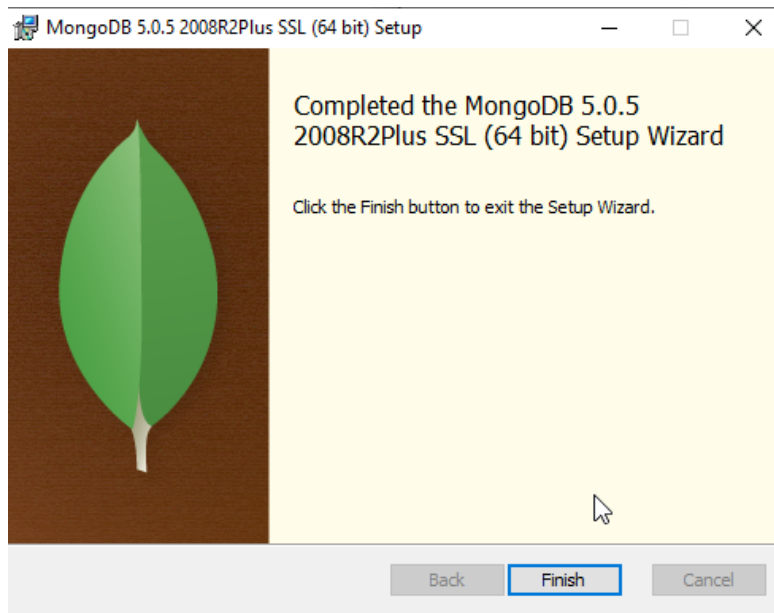 MongoDB 5.0.5 2008R2Plus SSL (64 bit) Setup
Completed the MongoDB 5.0.5
2008R2Plus SSL (64 bit) Setup Wizard
Click the Finish button to exit the Setup Wizard.
Back
Finish
Cancel